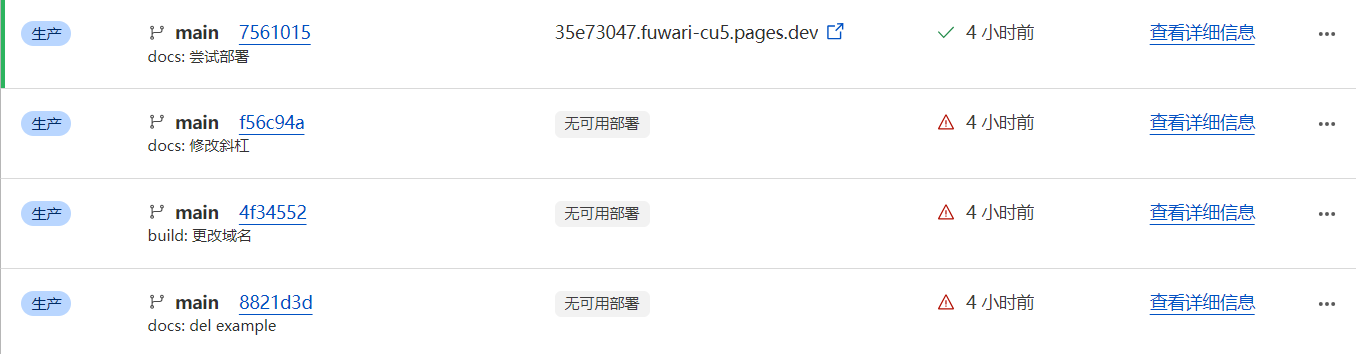 生产 main 7561015 35e73047.fuwari-cu5.pages.dev 4 小时前 查看详细信息
docs: 尝试部署
生产 main f56c94a 无可用部署 4 小时前 查看详细信息
docs: 修改斜杠
生产 main 4f34552 无可用部署 4 小时前 查看详细信息
build: 更改域名
生产 main 8821d3d 无可用部署 4 小时前 查看详细信息
docs: del example